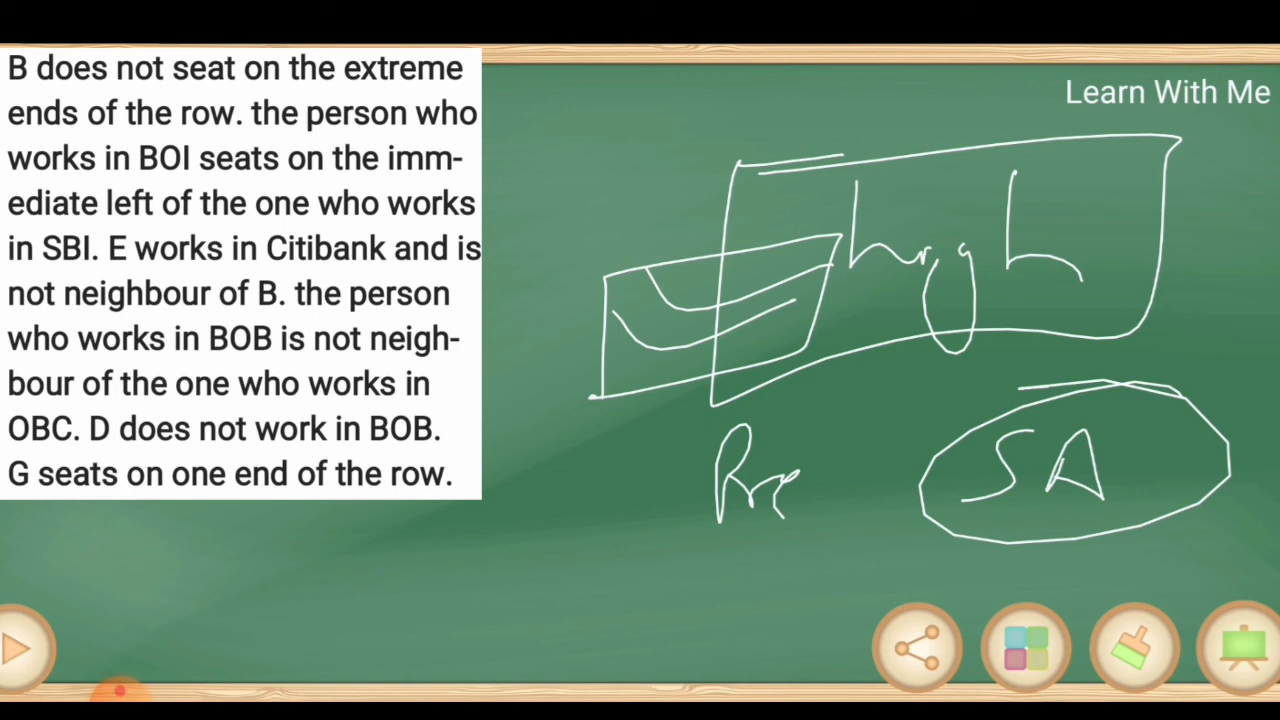 B does not seat on the extreme
ends of the row. the person who
works in BOI seats on the imm-
ediate left of the one who works
in SBI. E works in Citibank and is
not neighbour of B. the person
who works in BOB is not neigh-
bour of the one who works in
OBC. D does not work in BOB.
G seats on one end of the row.
Learn With Me
SA